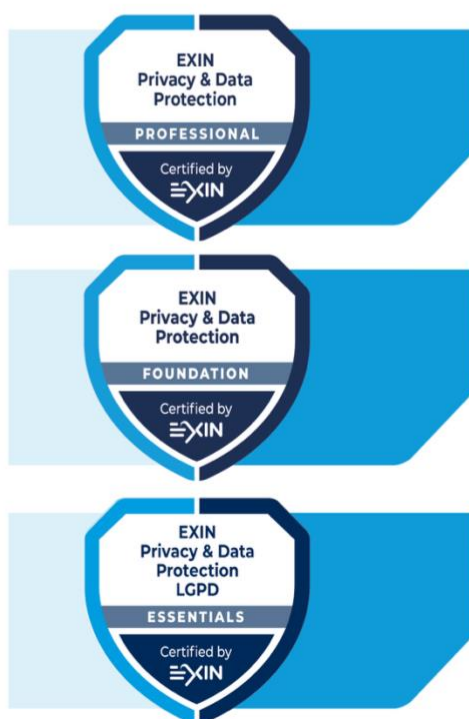 EXIN
Privacy & Data
Protection
PROFESSIONAL
Certified by
EXIN
EXIN
Privacy & Data
Protection
FOUNDATION
Certified by
EXIN
EXIN
Privacy & Data
Protection
LGPD
ESSENTIALS
Certified by
EXIN